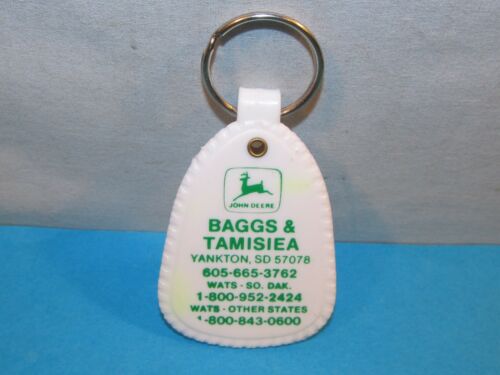 JOHN DEERE
BAGGS &
TAMISIEA
YANKTON, SD 57078
605-665-3762
WATS - SO. DAK.
1-800-952-2424
WATS - OTHER STATES
1-800-843-0600